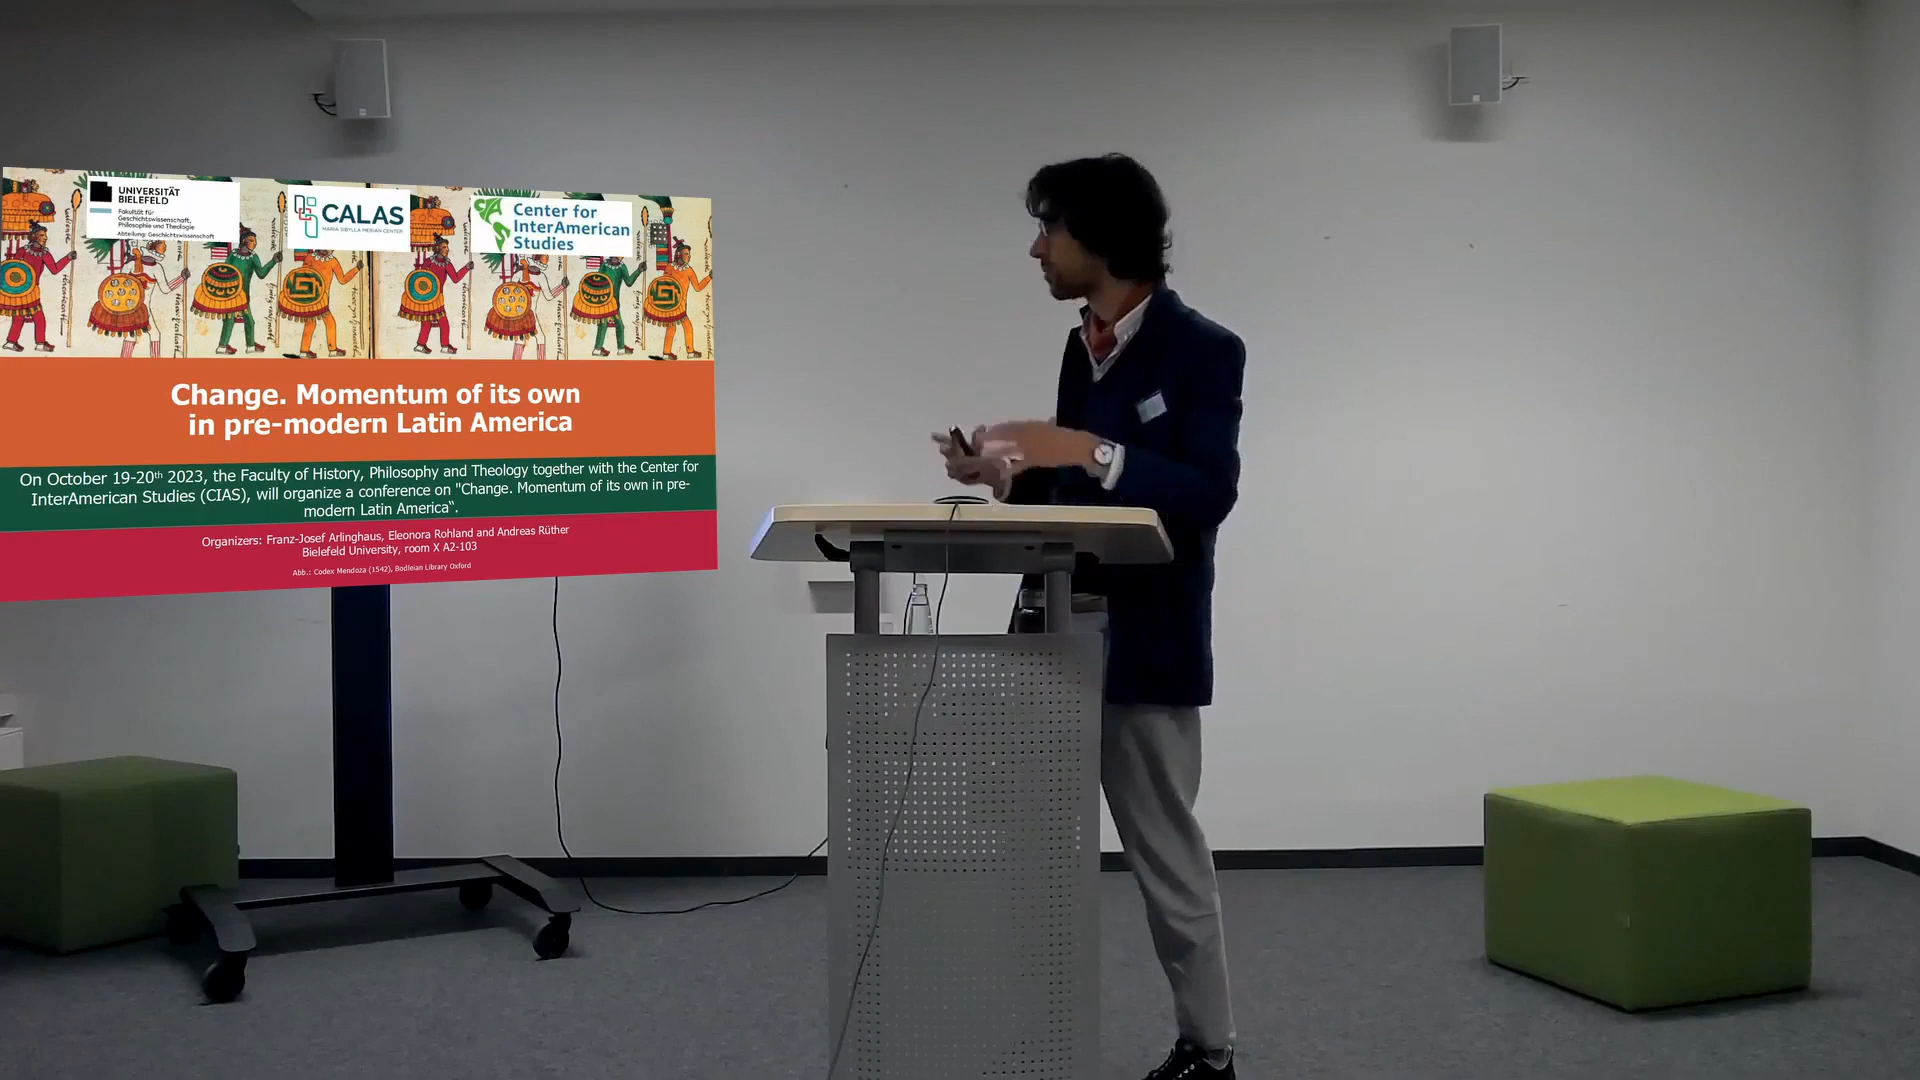 UNIVERSITÄT
BIELEFELD
Fakultät für
Geschichtswissenschaft,
Philosophie und Theologie
Abteilung: Geschichtswissenschaft
CALAS
MARIA SIBYLLA MERIAN CENTER
CIAS
Center for
InterAmerican
Studies
Change. Momentum of its own
in pre-modern Latin America
On October 19-20th 2023, the Faculty of History, Philosophy and Theology together with the Center for
InterAmerican Studies (CIAS), will organize a conference on "Change. Momentum of its own in pre-
modern Latin America“.
Organizers: Franz-Josef Arlinghaus, Eleonora Rohland and Andreas Rüther
Bielefeld University, room X A2-103
Abb.: Codex Mendoza (1542), Bodleian Library Oxford